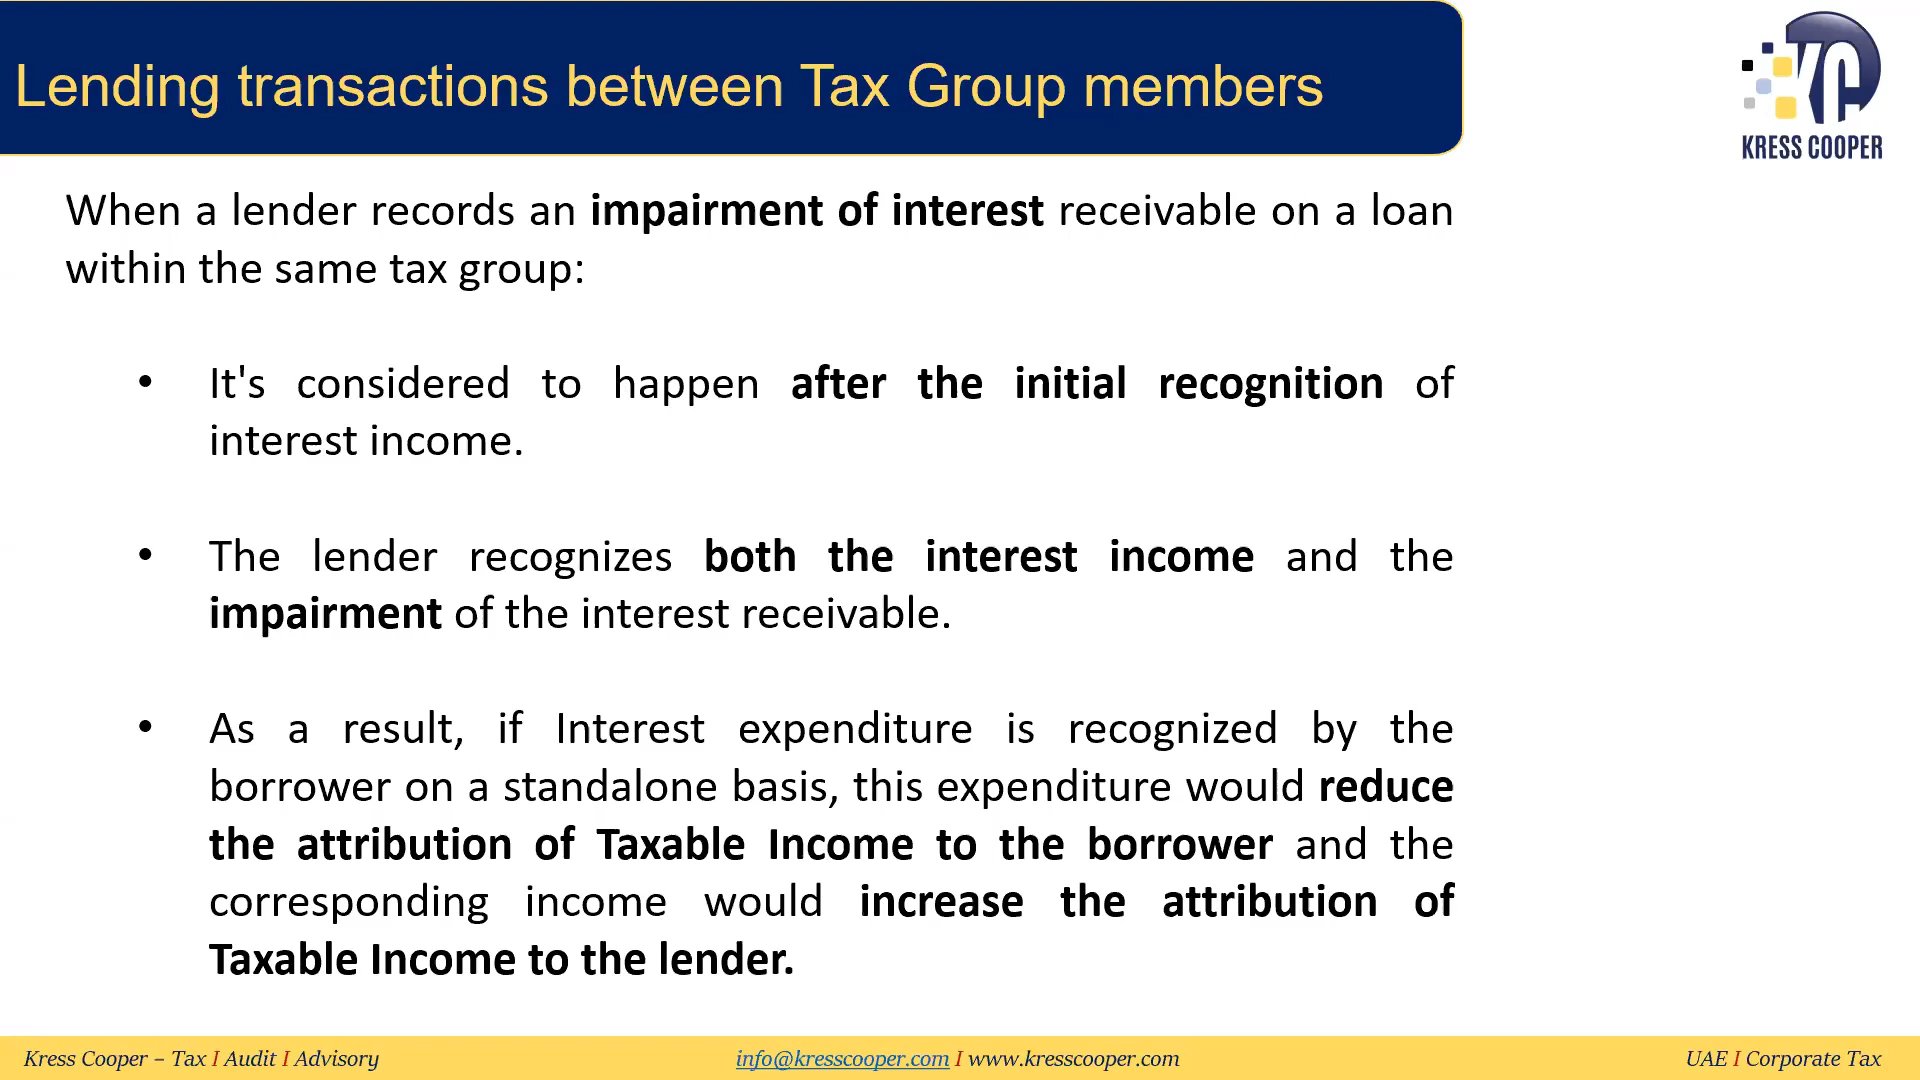 Lending transactions between Tax Group members
KC
KRESS COOPER
When a lender records an impairment of interest receivable on a loan
within the same tax group:
• It's considered to happen after the initial recognition of
interest income.
• The lender recognizes both the interest income and the
impairment of the interest receivable.
• As a result, if Interest expenditure is recognized by the
borrower on a standalone basis, this expenditure would reduce
the attribution of Taxable Income to the borrower and the
corresponding income would increase the attribution of
Taxable Income to the lender.
Kress Cooper – Tax I Audit I Advisory
info@kresscooper.com I www.kresscooper.com
UAE I Corporate Tax